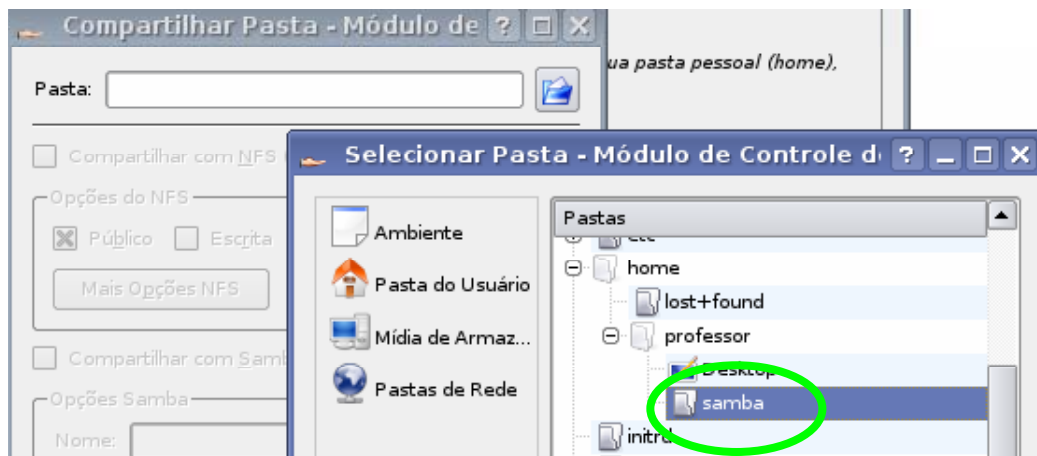 Compartilhar Pasta - Módulo de
ua pasta pessoal (home),
Pasta:
Compartilhar com NFS
Selecionar Pasta - Módulo de Controle d
Opções do NFS
Público Escrita
Mais Opções NFS
Compartilhar com Samb
Opções Samba
Nome:
Ambiente
Pasta do Usuário
Mídia de Armaz...
Pastas de Rede
Pastas
etc
home
lost+found
professor
Desktop
samba
initrd